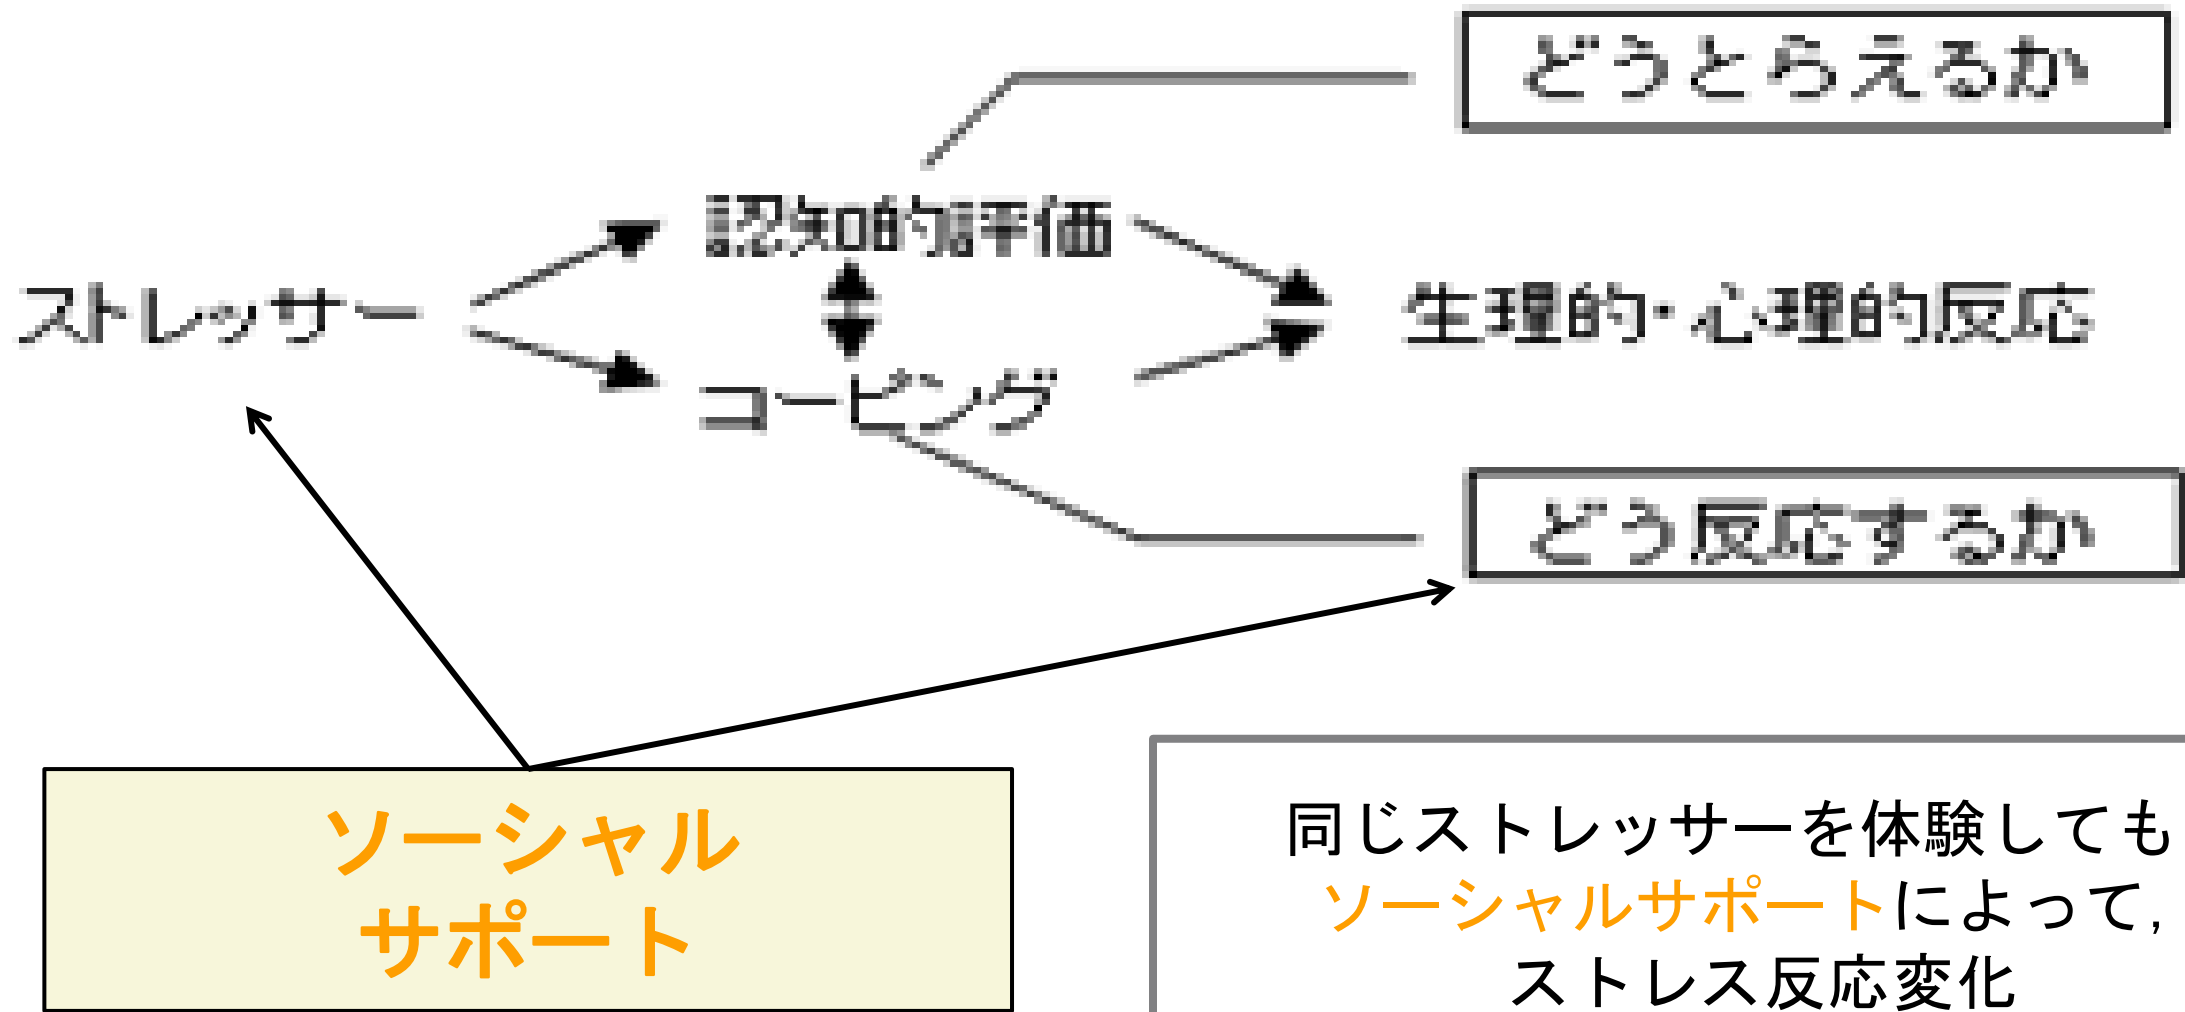 どうとらえるか
認知的評価
ストレッサー
生理的・心理的反応
コーピング
どう反応するか
ソーシャル
サポート
同じストレッサーを体験しても
ソーシャルサポートによって,
ストレス反応変化